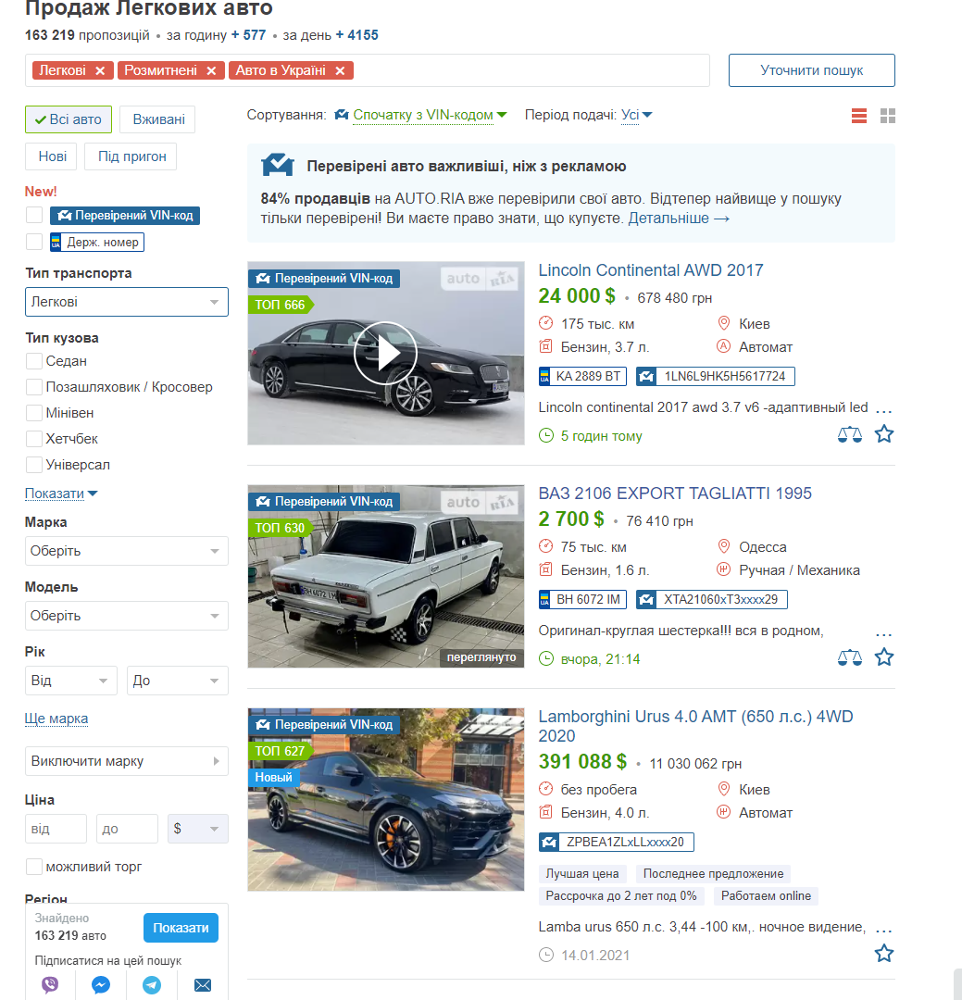 Продаж Легкових авто
163 219 пропозицій • за годину + 577 • за день + 4155
Легкові ×
Розмитнені ×
Авто в Україні ×
Уточнити пошук
Всі авто
Вживані
Нові
Під пригон
New!
Перевірений VIN-код
UA Держ. номер
Тип транспорта
Легкові
Тип кузова
Седан
Позашляховик / Кросовер
Мінівен
Хетчбек
Універсал
Показати
Марка
Оберіть
Модель
Оберіть
Рік
Від
До
Ще марка
Виключити марку
Ціна
від
до
$
можливий торг
Регіон
Знайдено
163 219 авто
Показати
Підписатися на цей пошук
Сортування: Спочатку з VIN-кодом
Період подачі: Усі
Перевірені авто важливіші, ніж з рекламою
84% продавців на AUTO.RIA вже перевірили свої авто. Відтепер найвище у пошуку
тільки перевірені! Ви маєте право знати, що купуєте. Детальніше →
Перевірений VIN-код
auto RIA
ТОП 666
Lincoln Continental AWD 2017
24 000 $ • 678 480 грн
175 тыс. км
Киев
Бензин, 3.7 л.
Автомат
UA KA 2889 BT
1LN6L9HK5H5617724
Lincoln continental 2017 awd 3.7 v6 -адаптивный led ...
5 годин тому
Перевірений VIN-код
auto RIA
ТОП 630
BH 6072 IM
переглянуто
ВАЗ 2106 EXPORT TAGLIATTI 1995
2 700 $ • 76 410 грн
75 тыс. км
Одесса
Бензин, 1.6 л.
Ручная / Механика
UA BH 6072 IM
XTA21060xT3xxxx29
Оригинал-круглая шестерка!!! вся в родном, ...
вчора, 21:14
Перевірений VIN-код
ТОП 627
Новый
Lamborghini Urus 4.0 AMT (650 л.с.) 4WD
2020
391 088 $ • 11 030 062 грн
без пробега
Киев
Бензин, 4.0 л.
Автомат
ZPBEA1ZLxLLxxxx20
Лучшая цена
Последнее предложение
Рассрочка до 2 лет под 0%
Работаем online
Lamba urus 650 л.с. 3,44 -100 км,. ночное видение, ...
14.01.2021